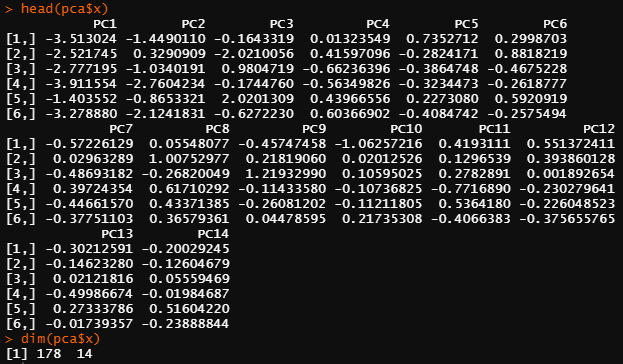 > head(pca$x)
PC1 PC2 PC3 PC4 PC5 PC6
[1,] -3.513024 -1.4490110 -0.1643319 0.01323549 0.7352712 0.2998703
[2,] -2.521745 0.3290909 -2.0210056 0.41597096 -0.2824171 0.8818219
[3,] -2.777195 -1.0340191 0.9804719 -0.66236396 -0.3864748 -0.4675228
[4,] -3.911554 -2.7604234 -0.1744760 -0.56349826 -0.3234473 -0.2618777
[5,] -1.403552 -0.8653321 2.0201309 0.43966556 0.2273080 0.5920919
[6,] -3.278880 -2.1241831 -0.6272230 0.60366902 -0.4084742 -0.2575494
PC7 PC8 PC9 PC10 PC11 PC12
[1,] -0.57226129 0.05548077 -0.45747458 -1.06257216 0.4193111 0.551372411
[2,] 0.02963289 1.00752977 0.21819060 0.02012526 0.1296539 0.393860128
[3,] -0.48693182 -0.26820049 1.21932990 0.10595025 0.2782891 0.001892654
[4,] 0.39724354 0.61710292 -0.11433580 -0.10736825 -0.7716890 -0.230279641
[5,] -0.44661570 0.43371385 -0.26081202 -0.11211805 0.5364180 -0.226048523
[6,] -0.37751103 0.36579361 0.04478595 0.21735308 -0.4066383 -0.375655765
PC13 PC14
[1,] -0.30212591 -0.20029245
[2,] -0.14623280 -0.12604679
[3,] 0.02121816 0.05559469
[4,] -0.49986674 -0.01984687
[5,] 0.27333786 0.51604220
[6,] -0.01739357 -0.23888844
> dim(pca$x)
[1] 178 14